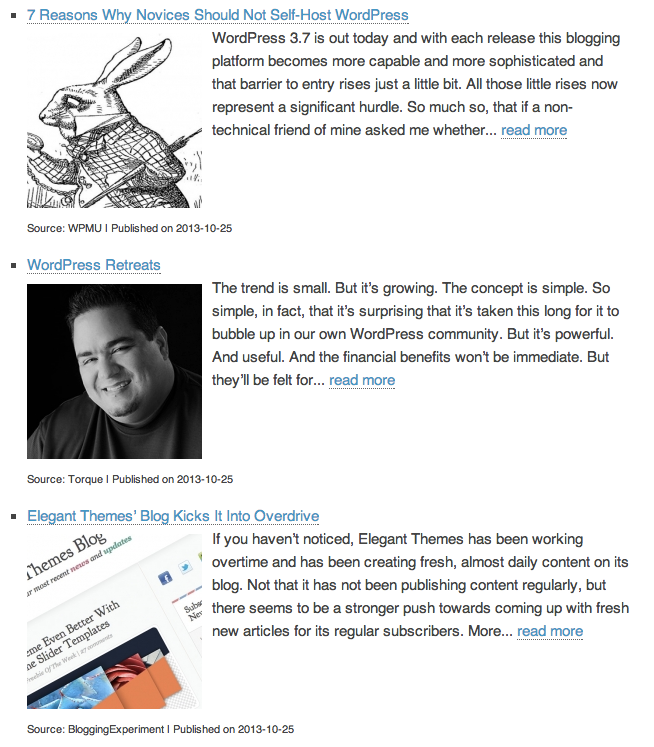 7 Reasons Why Novices Should Not Self-Host WordPress
WordPress 3.7 is out today and with each release this blogging
platform becomes more capable and more sophisticated and
that barrier to entry rises just a little bit. All those little rises now
represent a significant hurdle. So much so, that if a non-
technical friend of mine asked me whether... read more
Source: WPMU | Published on 2013-10-25
WordPress Retreats
The trend is small. But it’s growing. The concept is simple. So
simple, in fact, that it’s surprising that it’s taken this long for it to
bubble up in our own WordPress community. But it’s powerful.
And useful. And the financial benefits won’t be immediate. But
they’ll be felt for... read more
Source: Torque | Published on 2013-10-25
Elegant Themes’ Blog Kicks It Into Overdrive
Themes Blog
most recent news and updates
Even Better With
Slider Templates
Of The Week | 27 comments
If you haven’t noticed, Elegant Themes has been working
overtime and has been creating fresh, almost daily content on its
blog. Not that it has not been publishing content regularly, but
there seems to be a stronger push towards coming up with fresh
new articles for its regular subscribers. More... read more
Source: BloggingExperiment | Published on 2013-10-25